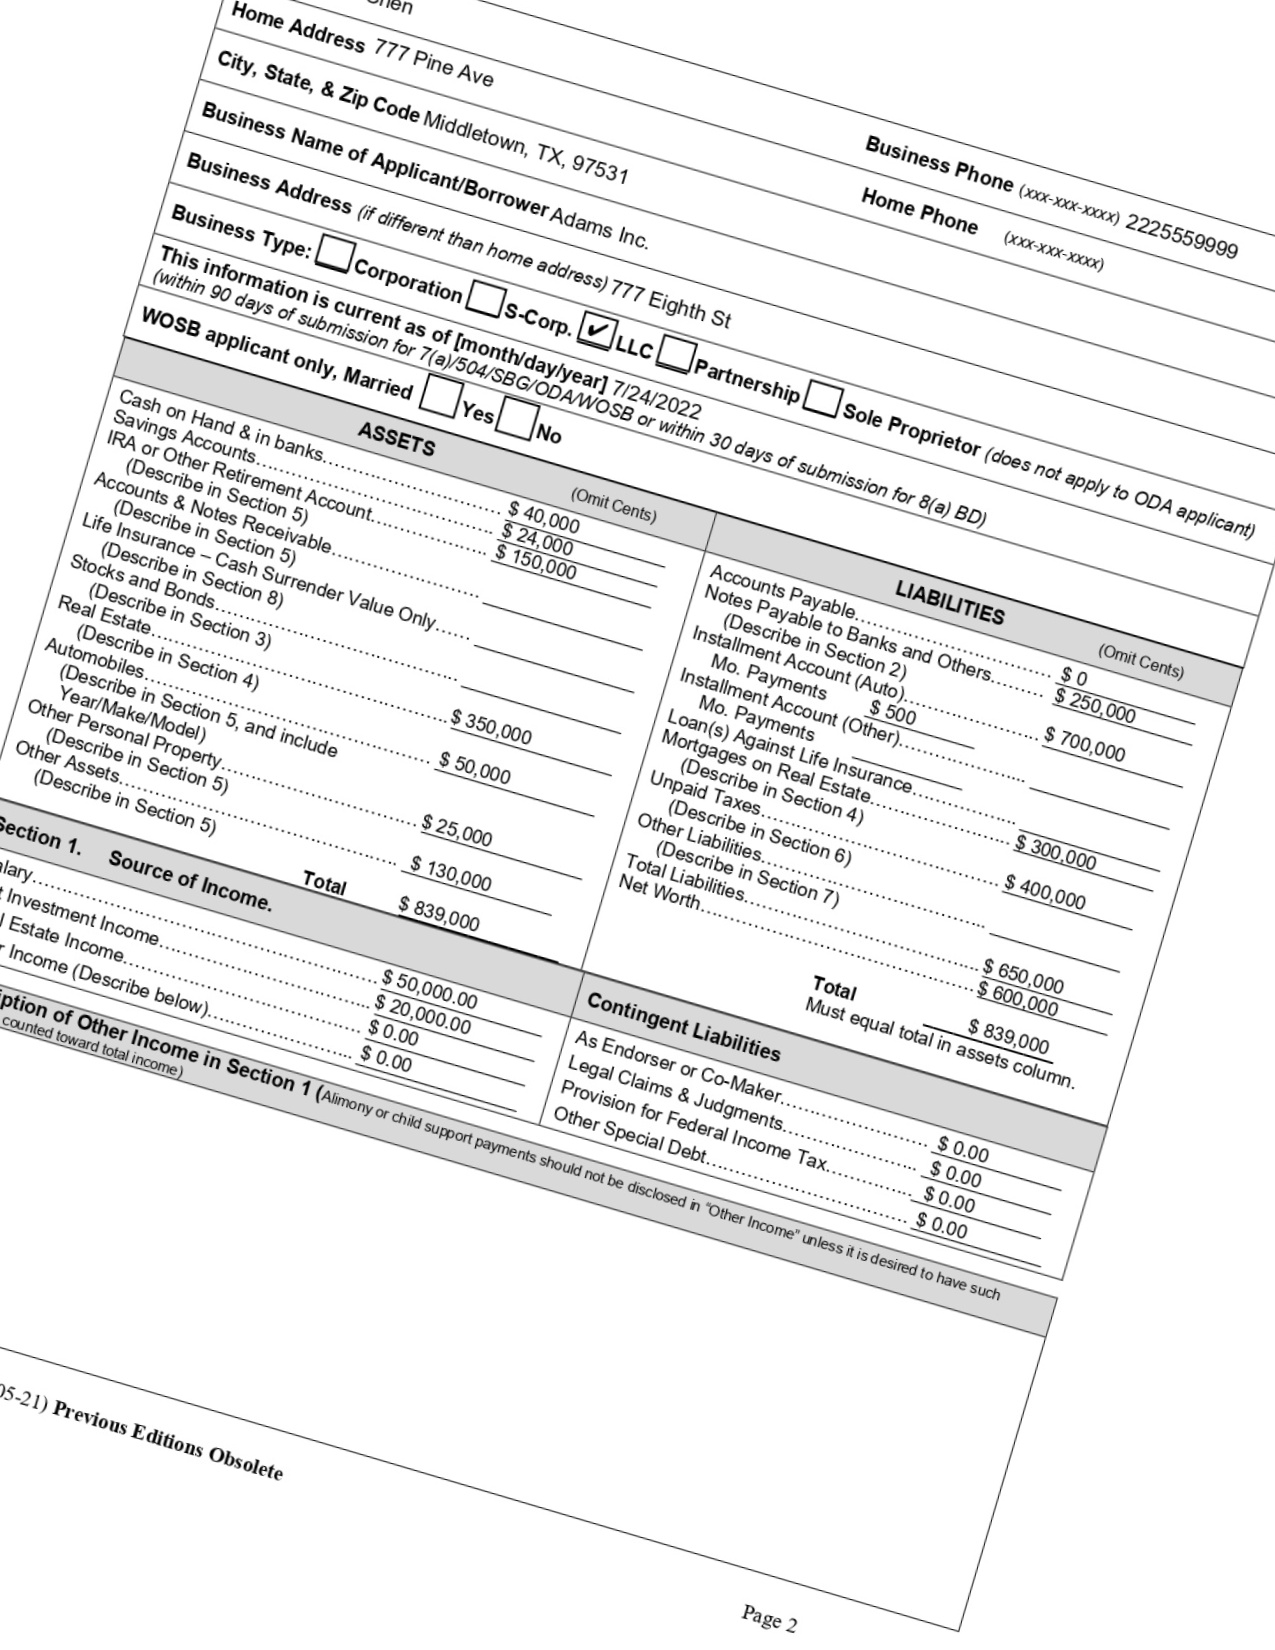 Home Address 777 Pine Ave
Business Phone (xxx-xxx-xxxx) 2225559999
City, State, & Zip Code Middletown, TX, 97531
Home Phone (xxx-xxx-xxxx)
Business Name of Applicant/Borrower Adams Inc.
Business Address (if different than home address) 777 Eighth St
Business Type: Corporation S-Corp. ✔ LLC Partnership Sole Proprietor (does not apply to ODA applicant)
This information is current as of [month/day/year] 7/24/2022
(within 90 days of submission for 7(a)/504/SBG/ODA/WOSB or within 30 days of submission for 8(a) BD)
WOSB applicant only, Married Yes No
ASSETS (Omit Cents)
Cash on Hand & in banks $ 40,000
Savings Accounts $ 24,000
IRA or Other Retirement Account $ 150,000
(Describe in Section 5)
Accounts & Notes Receivable
(Describe in Section 5)
Life Insurance – Cash Surrender Value Only
(Describe in Section 8)
Stocks and Bonds
(Describe in Section 3)
Real Estate $ 350,000
(Describe in Section 4)
Automobiles $ 50,000
(Describe in Section 5, and include
Year/Make/Model)
Other Personal Property $ 25,000
(Describe in Section 5)
Other Assets $ 130,000
(Describe in Section 5)
Total $ 839,000
LIABILITIES (Omit Cents)
Accounts Payable $ 0
Notes Payable to Banks and Others $ 250,000
(Describe in Section 2)
Installment Account (Auto) $ 700,000
Mo. Payments $ 500
Installment Account (Other)
Mo. Payments
Loan(s) Against Life Insurance
Mortgages on Real Estate $ 300,000
(Describe in Section 4)
Unpaid Taxes $ 400,000
(Describe in Section 6)
Other Liabilities
(Describe in Section 7)
Total Liabilities $ 650,000
Net Worth $ 600,000
Total $ 839,000
Must equal total in assets column.
Section 1. Source of Income.
$ 50,000.00
Investment Income $ 20,000.00
Estate Income $ 0.00
Income (Describe below) $ 0.00
Contingent Liabilities
As Endorser or Co-Maker $ 0.00
Legal Claims & Judgments $ 0.00
Provision for Federal Income Tax $ 0.00
Other Special Debt $ 0.00
of Other Income in Section 1 (Alimony or child support payments should not be disclosed in "Other Income" unless it is desired to have such
counted toward total income)
05-21) Previous Editions Obsolete
Page 2